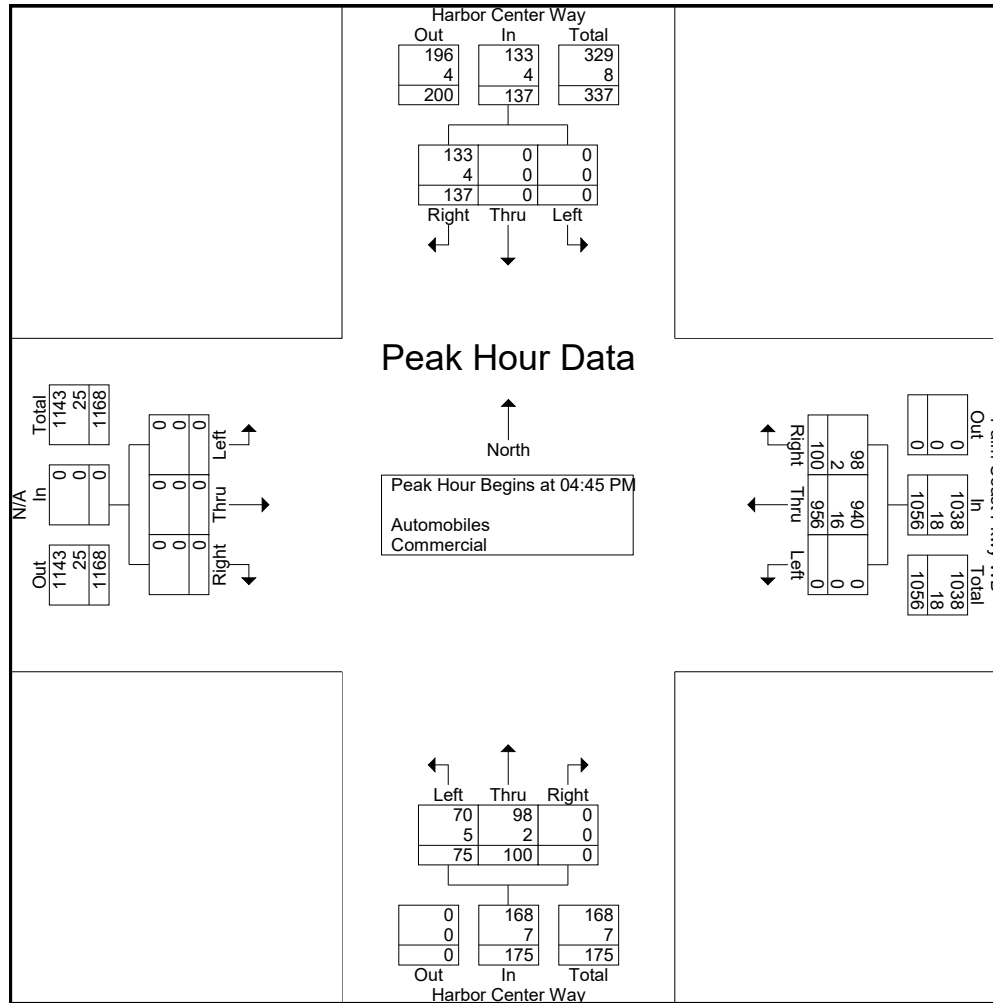 Harbor Center Way
Out In Total
196 133 329
4 4 8
200 137 337
133 0 0
4 0 0
137 0 0
Right Thru Left
Peak Hour Data
North
Peak Hour Begins at 04:45 PM
Automobiles
Commercial
N/A
Out In Total
1143 0 1143
25 0 25
1168 0 1168
Left Thru Right
0 0 0
0 0 0
0 0 0
Right Thru Left
98 940 0
2 16 0
100 956 0
Out In Total
0 1038 1038
0 18 18
0 1056 1056
Left Thru Right
70 98 0
5 2 0
75 100 0
0 168 168
0 7 7
0 175 175
Out In Total
Harbor Center Way